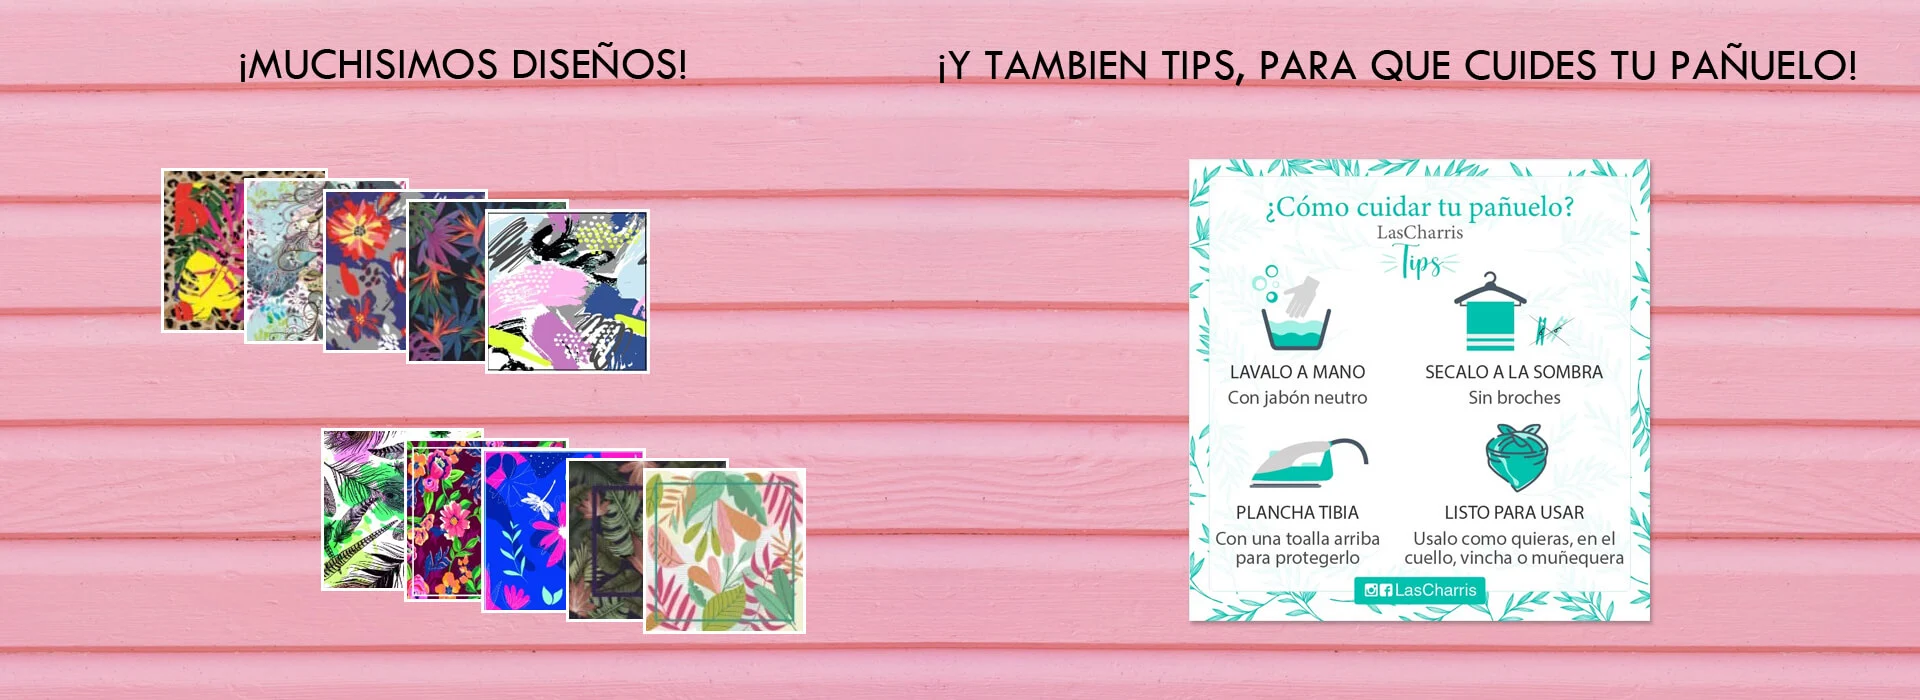 ¡MUCHISIMOS DISEÑOS!
¡Y TAMBIEN TIPS, PARA QUE CUIDES TU PAÑUELO!
¿Cómo cuidar tu pañuelo?
LasCharris
Tips
LAVALO A MANO
Con jabón neutro
SECALO A LA SOMBRA
Sin broches
PLANCHA TIBIA
Con una toalla arriba
para protegerlo
LISTO PARA USAR
Usalo como quieras, en el
cuello, vincha o muñequera
LasCharris